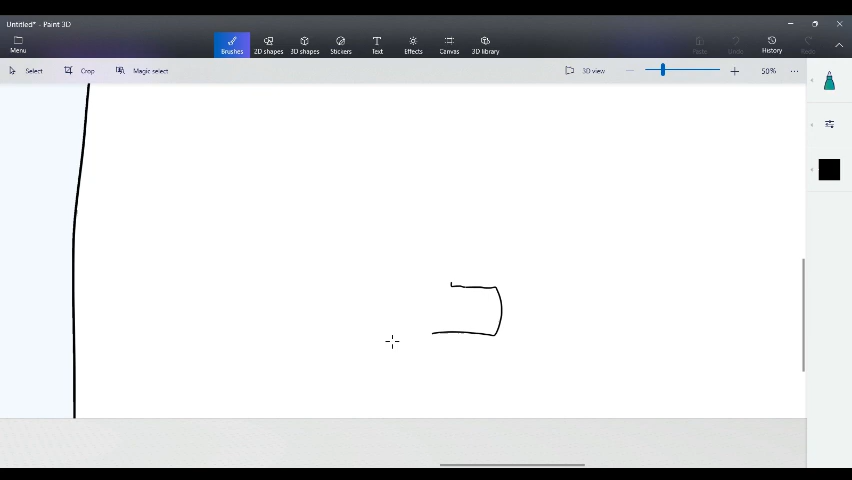 Untitled* - Paint 3D
Menu
Brushes
2D shapes
3D shapes
Stickers
Text
Effects
Canvas
3D library
Paste
Undo
History
Redo
Select
Crop
Magic select
3D view
50%